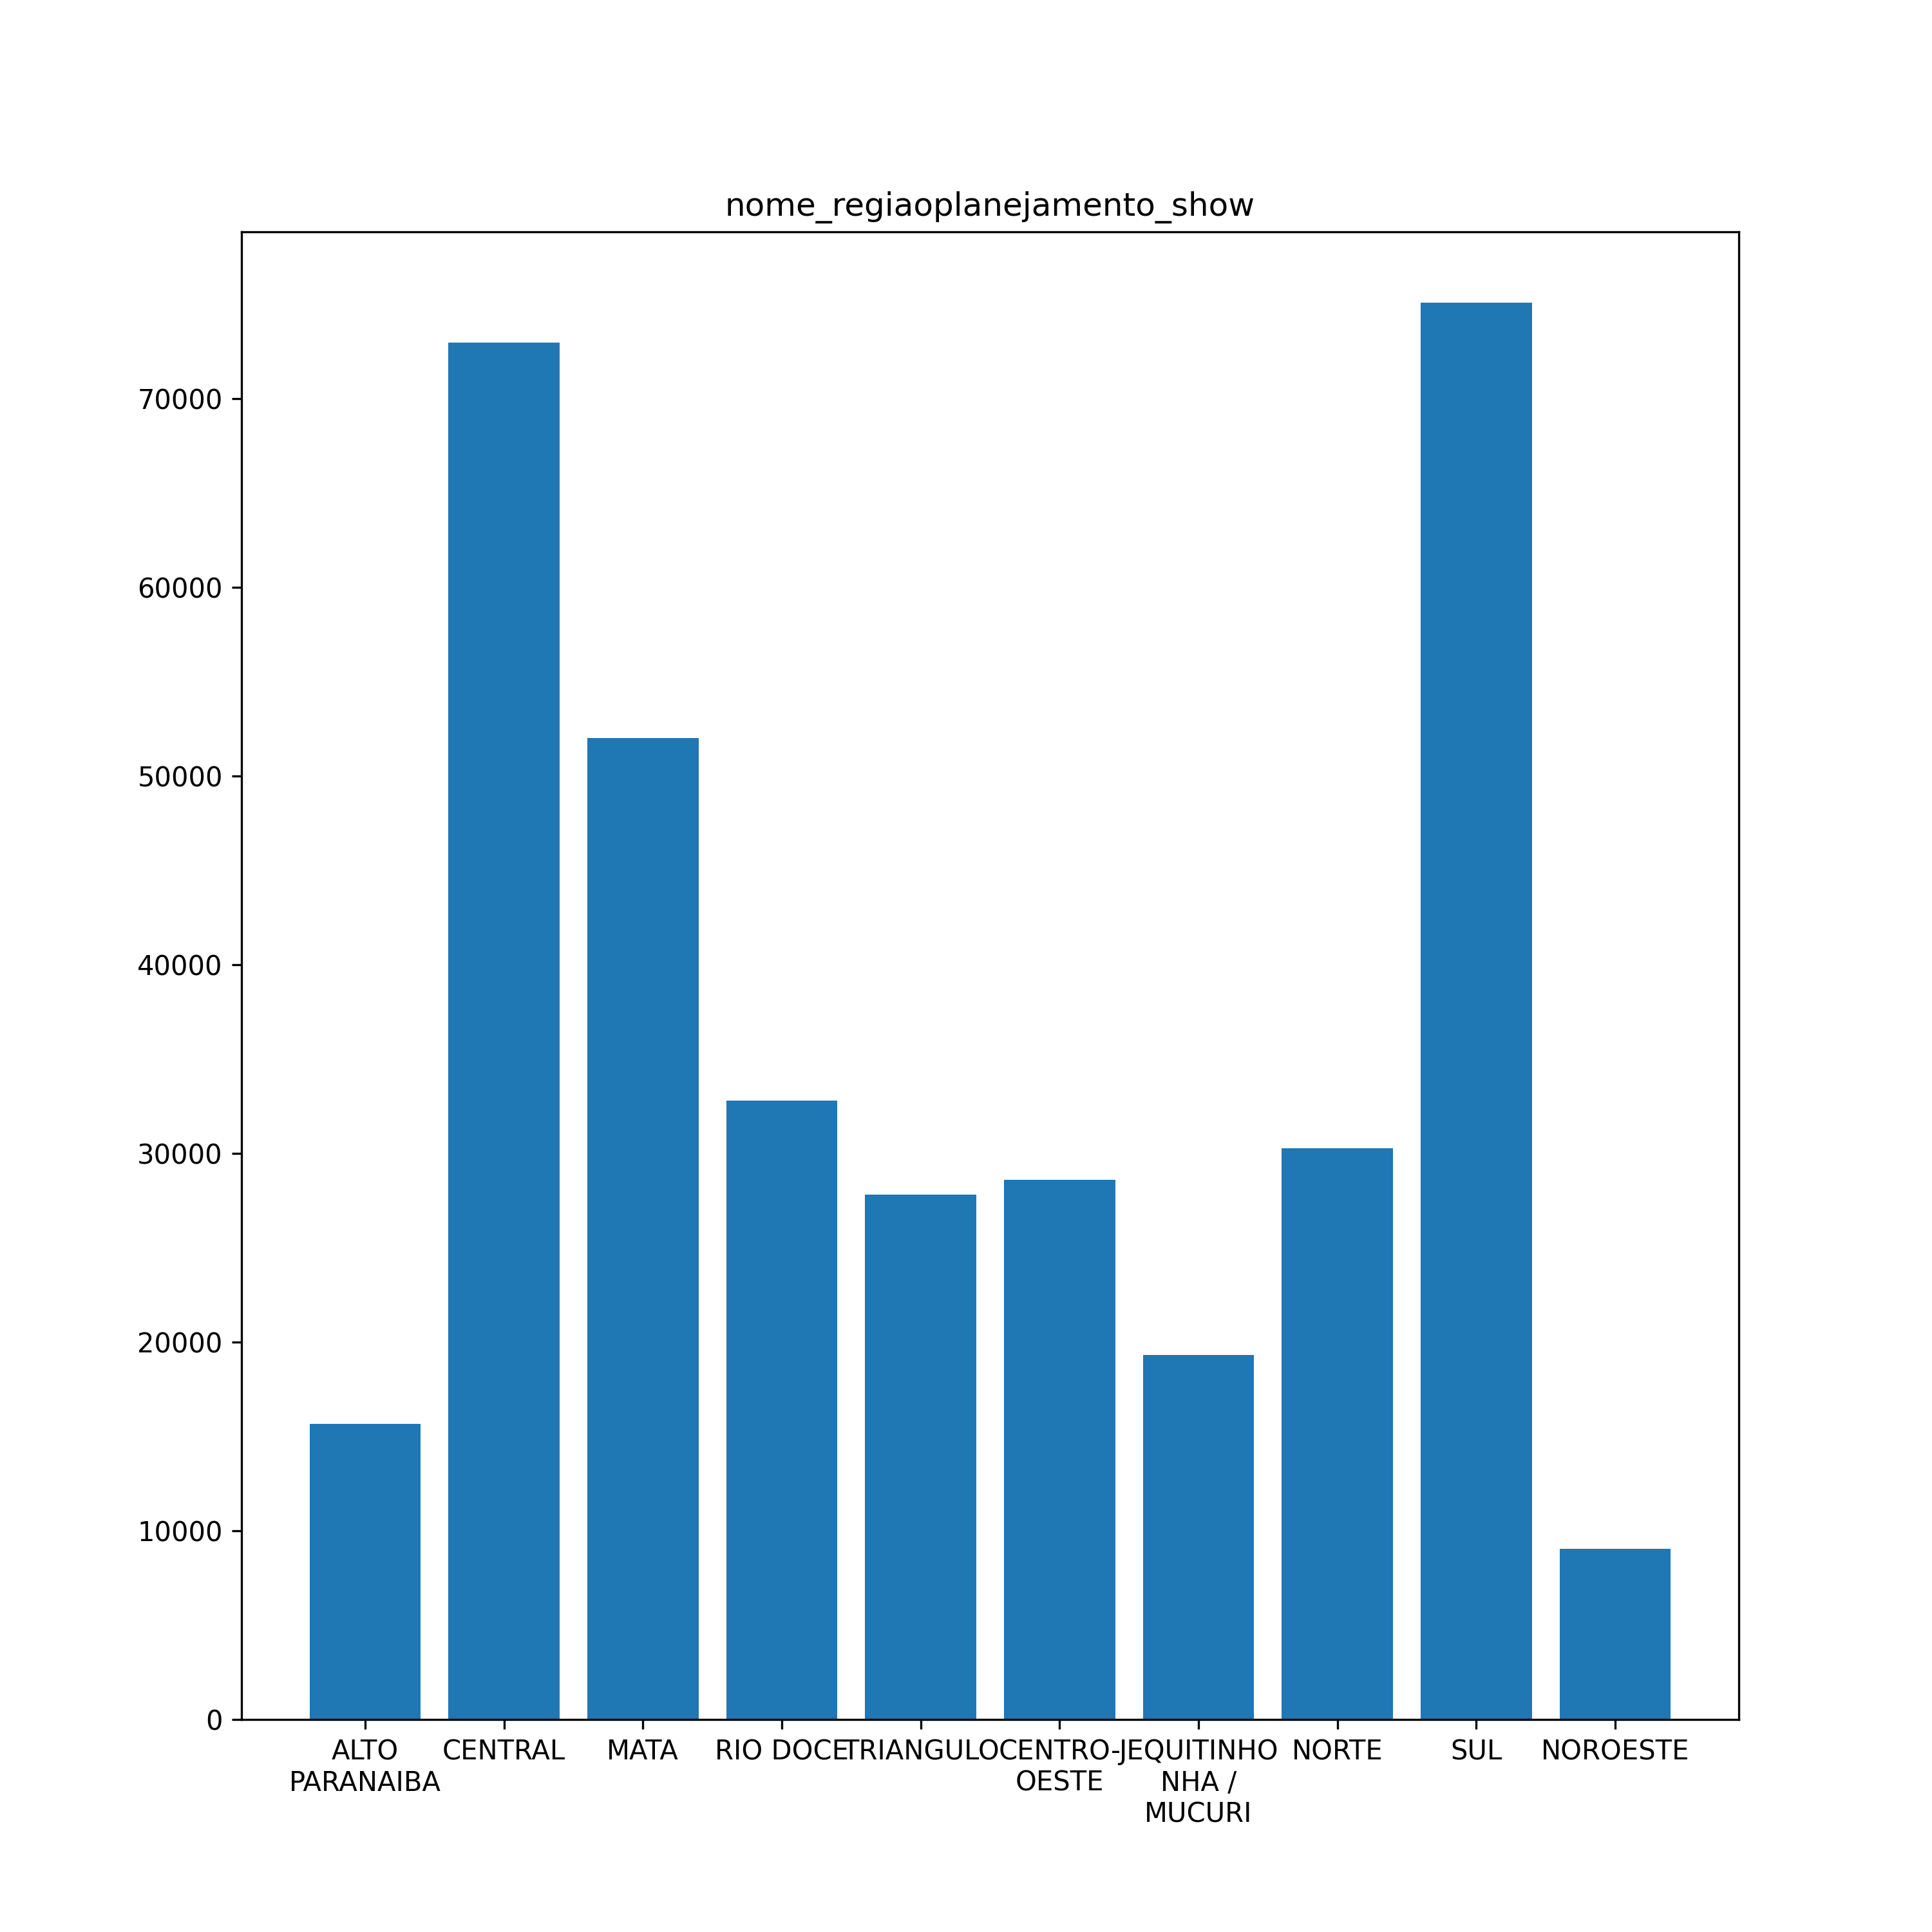 nome_regiaoplanejamento_show
70000
60000
50000
40000
30000
20000
10000
0
ALTO
PARANAIBA
CENTRAL
MATA
RIO DOCE
TRIANGULO
CENTRO-
OESTE
JEQUITINHO
NHA /
MUCURI
NORTE
SUL
NOROESTE